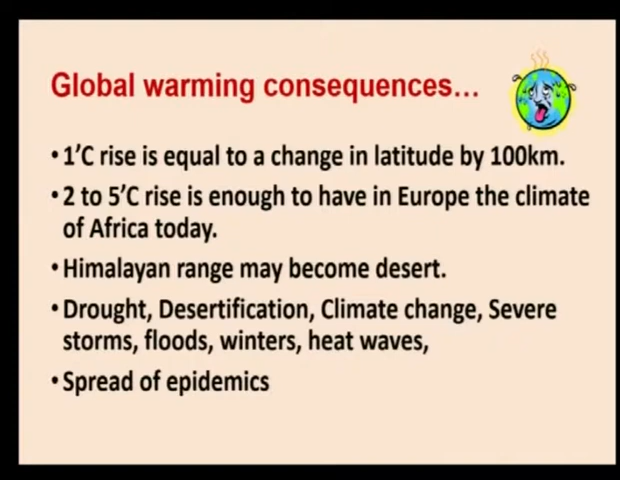 Global warming consequences...
• 1'C rise is equal to a change in latitude by 100km.
• 2 to 5'C rise is enough to have in Europe the climate
of Africa today.
• Himalayan range may become desert.
• Drought, Desertification, Climate change, Severe
storms, floods, winters, heat waves,
• Spread of epidemics